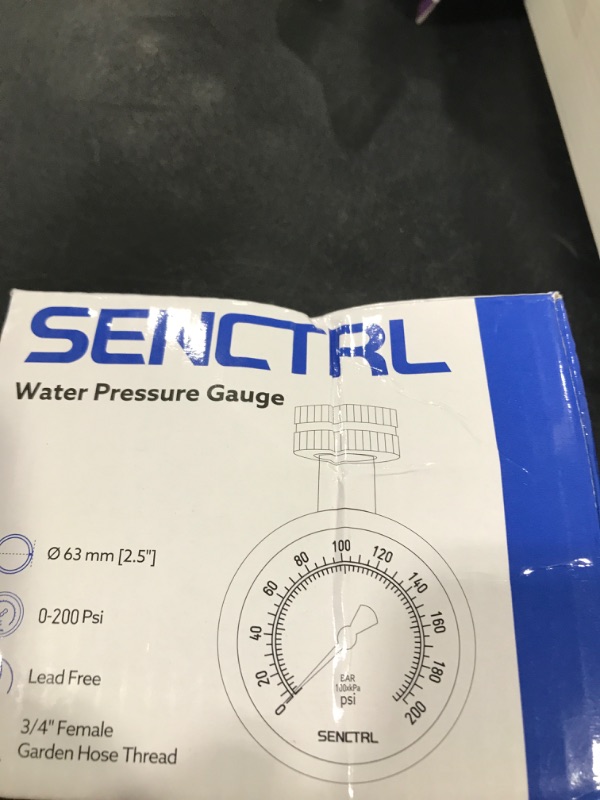 SENCTRL
Water Pressure Gauge
Ø 63 mm [2.5"]
0-200 Psi
Lead Free
3/4" Female
Garden Hose Thread
0
20
40
60
80
100
120
140
160
180
200
psi
SENCTRL